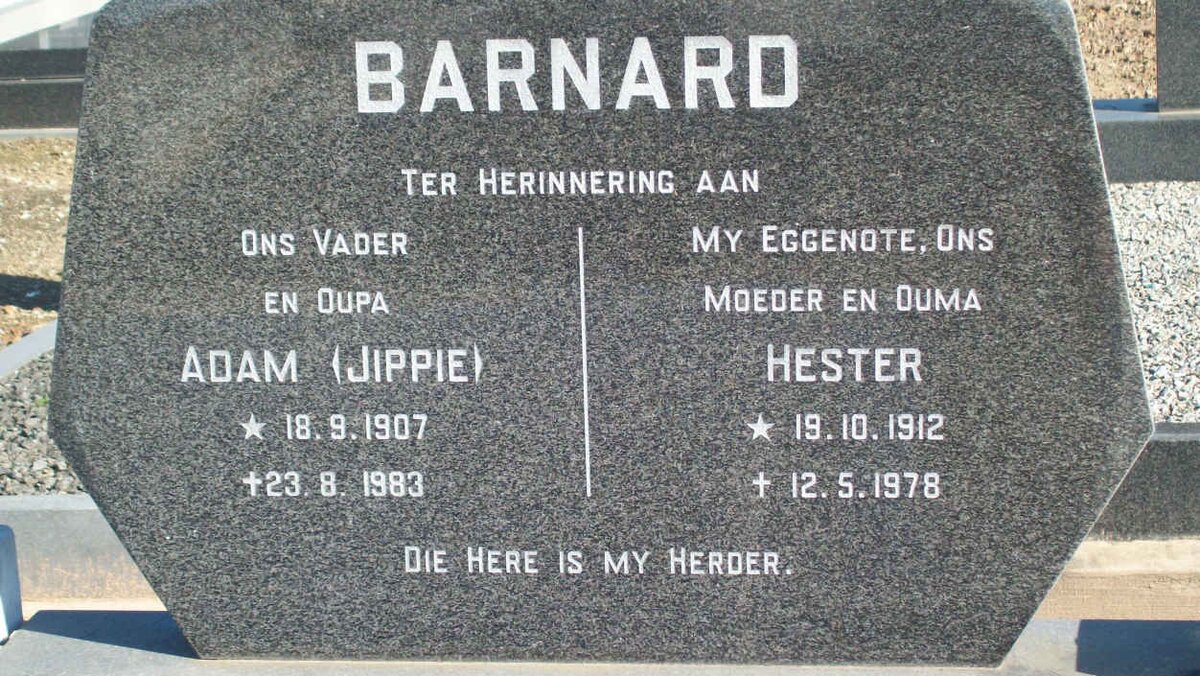 BARNARD
TER HERINNERING AAN
ONS VADER
EN OUPA
ADAM (JIPPIE)
★ 18.9.1907
✝23.8.1983
MY EGGENOTE, ONS
MOEDER EN OUMA
HESTER
★ 19.10.1912
✝ 12.5.1978
DIE HERE IS MY HERDER.